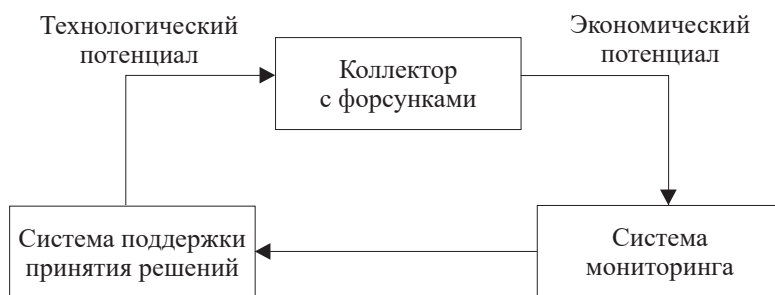 Технологический
потенциал
Коллектор
с форсунками
Экономический
потенциал
Система поддержки
принятия решений
Система
мониторинга